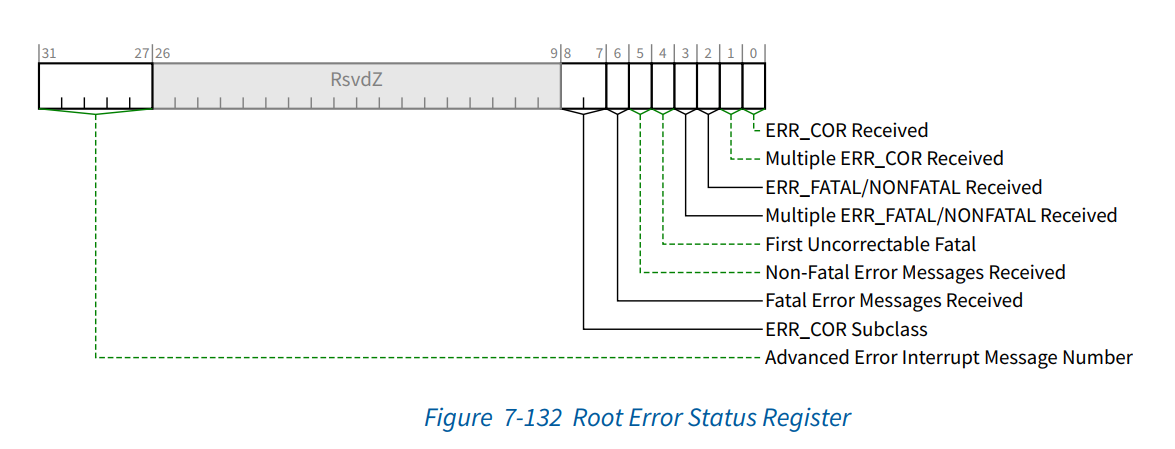 31 27 26 9 8 7 6 5 4 3 2 1 0
RsvdZ
ERR_COR Received
Multiple ERR_COR Received
ERR_FATAL/NONFATAL Received
Multiple ERR_FATAL/NONFATAL Received
First Uncorrectable Fatal
Non-Fatal Error Messages Received
Fatal Error Messages Received
ERR_COR Subclass
Advanced Error Interrupt Message Number
Figure 7-132 Root Error Status Register